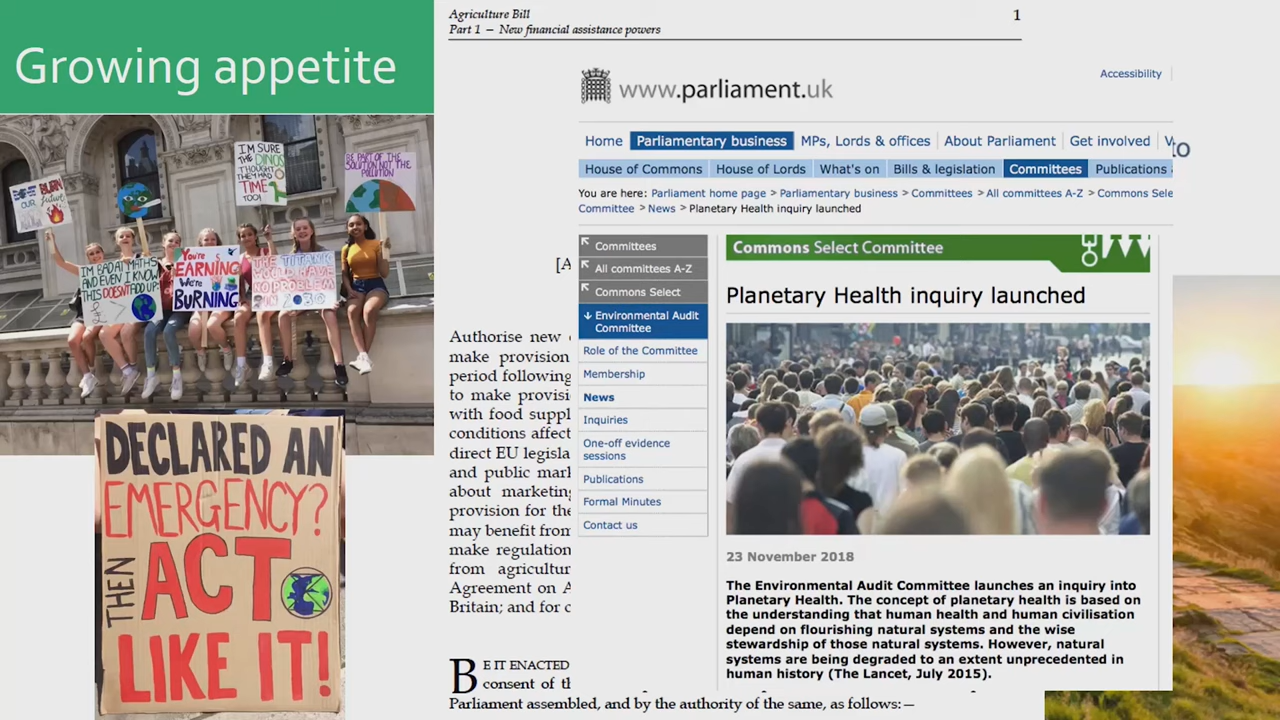 Growing appetite
BURN
OUR future
I'M SURE
THE DINOS
THOUGHT
THEY HAD
TIME
TOO!
BE PART OF THE
SOLUTION NOT THE
POLLUTION
I'M BAD AT MATHS
AND EVEN I KNOW
THIS DOESN'T ADD UP:
You're
EARNING
We're
BURNING
THE TITANIC
WOULD HAVE
NO PROBLEM
IN 2030
DECLARED AN
EMERGENCY?
THEN
ACT
LIKE IT!
Agriculture Bill
1
Part 1 — New financial assistance powers
[A
Authorise new
make provision
period following
to make provisi
with food suppl
conditions affect
direct EU legisla
and public mark
about marketing
provision for the
may benefit from
make regulation
from agricultur
Agreement on A
Britain; and for c
BE IT ENACTED
consent of th
Parliament assembled, and by the authority of the same, as follows:—
www.parliament.uk
Accessibility
Home Parliamentary business MPs, Lords & offices About Parliament Get involved V
to
House of Commons House of Lords What's on Bills & legislation Committees Publications &
You are here: Parliament home page > Parliamentary business > Committees > All committees A-Z > Commons Sele
Committee > News > Planetary Health inquiry launched
Committees
All committees A-Z
Commons Select
Environmental Audit
Committee
Role of the Committee
Membership
News
Inquiries
One-off evidence
sessions
Publications
Formal Minutes
Contact us
Commons Select Committee
Planetary Health inquiry launched
23 November 2018
The Environmental Audit Committee launches an inquiry into
Planetary Health. The concept of planetary health is based on
the understanding that human health and human civilisation
depend on flourishing natural systems and the wise
stewardship of those natural systems. However, natural
systems are being degraded to an extent unprecedented in
human history (The Lancet, July 2015).